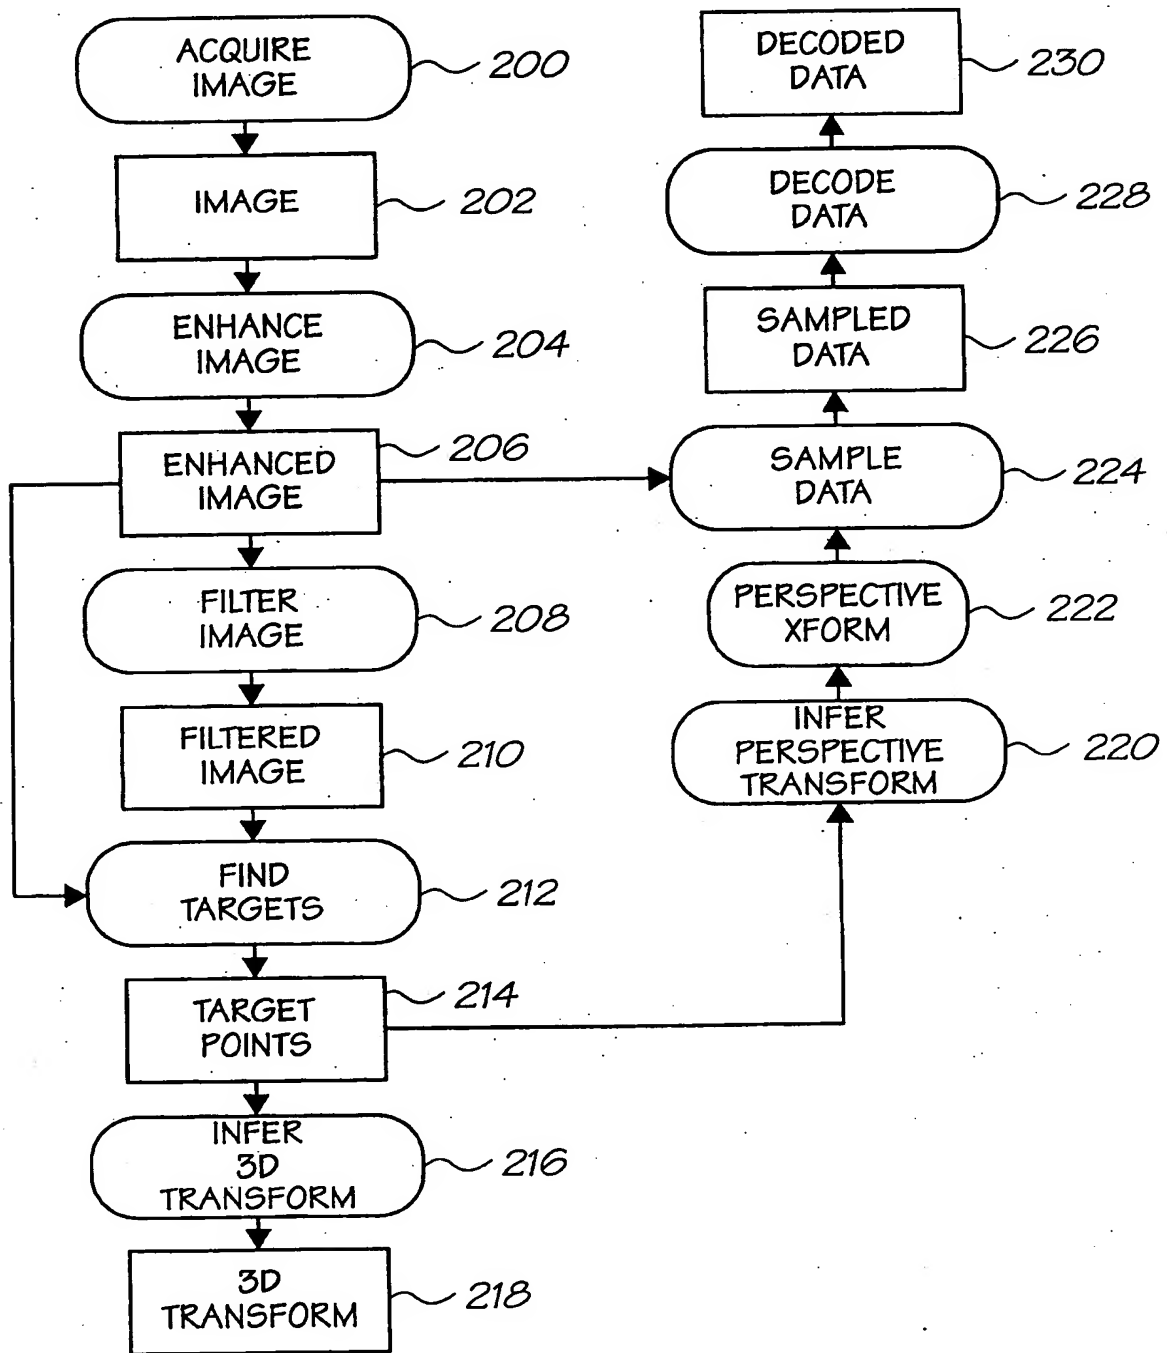 ACQUIRE
IMAGE
200
IMAGE
202
ENHANCE
IMAGE
204
ENHANCED
IMAGE
206
FILTER
IMAGE
208
FILTERED
IMAGE
210
FIND
TARGETS
212
TARGET
POINTS
214
INFER
3D
TRANSFORM
216
3D
TRANSFORM
218
DECODED
DATA
230
DECODE
DATA
228
SAMPLED
DATA
226
SAMPLE
DATA
224
PERSPECTIVE
XFORM
222
INFER
PERSPECTIVE
TRANSFORM
220